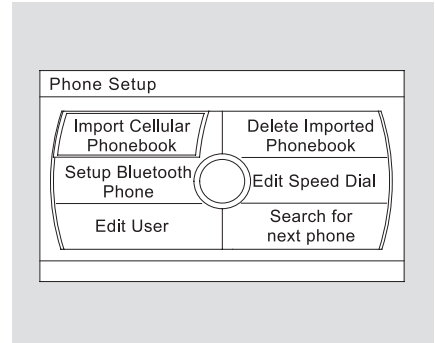 Phone Setup
Import Cellular
Phonebook
Delete Imported
Phonebook
Setup Bluetooth
Phone
Edit Speed Dial
Edit User
Search for
next phone